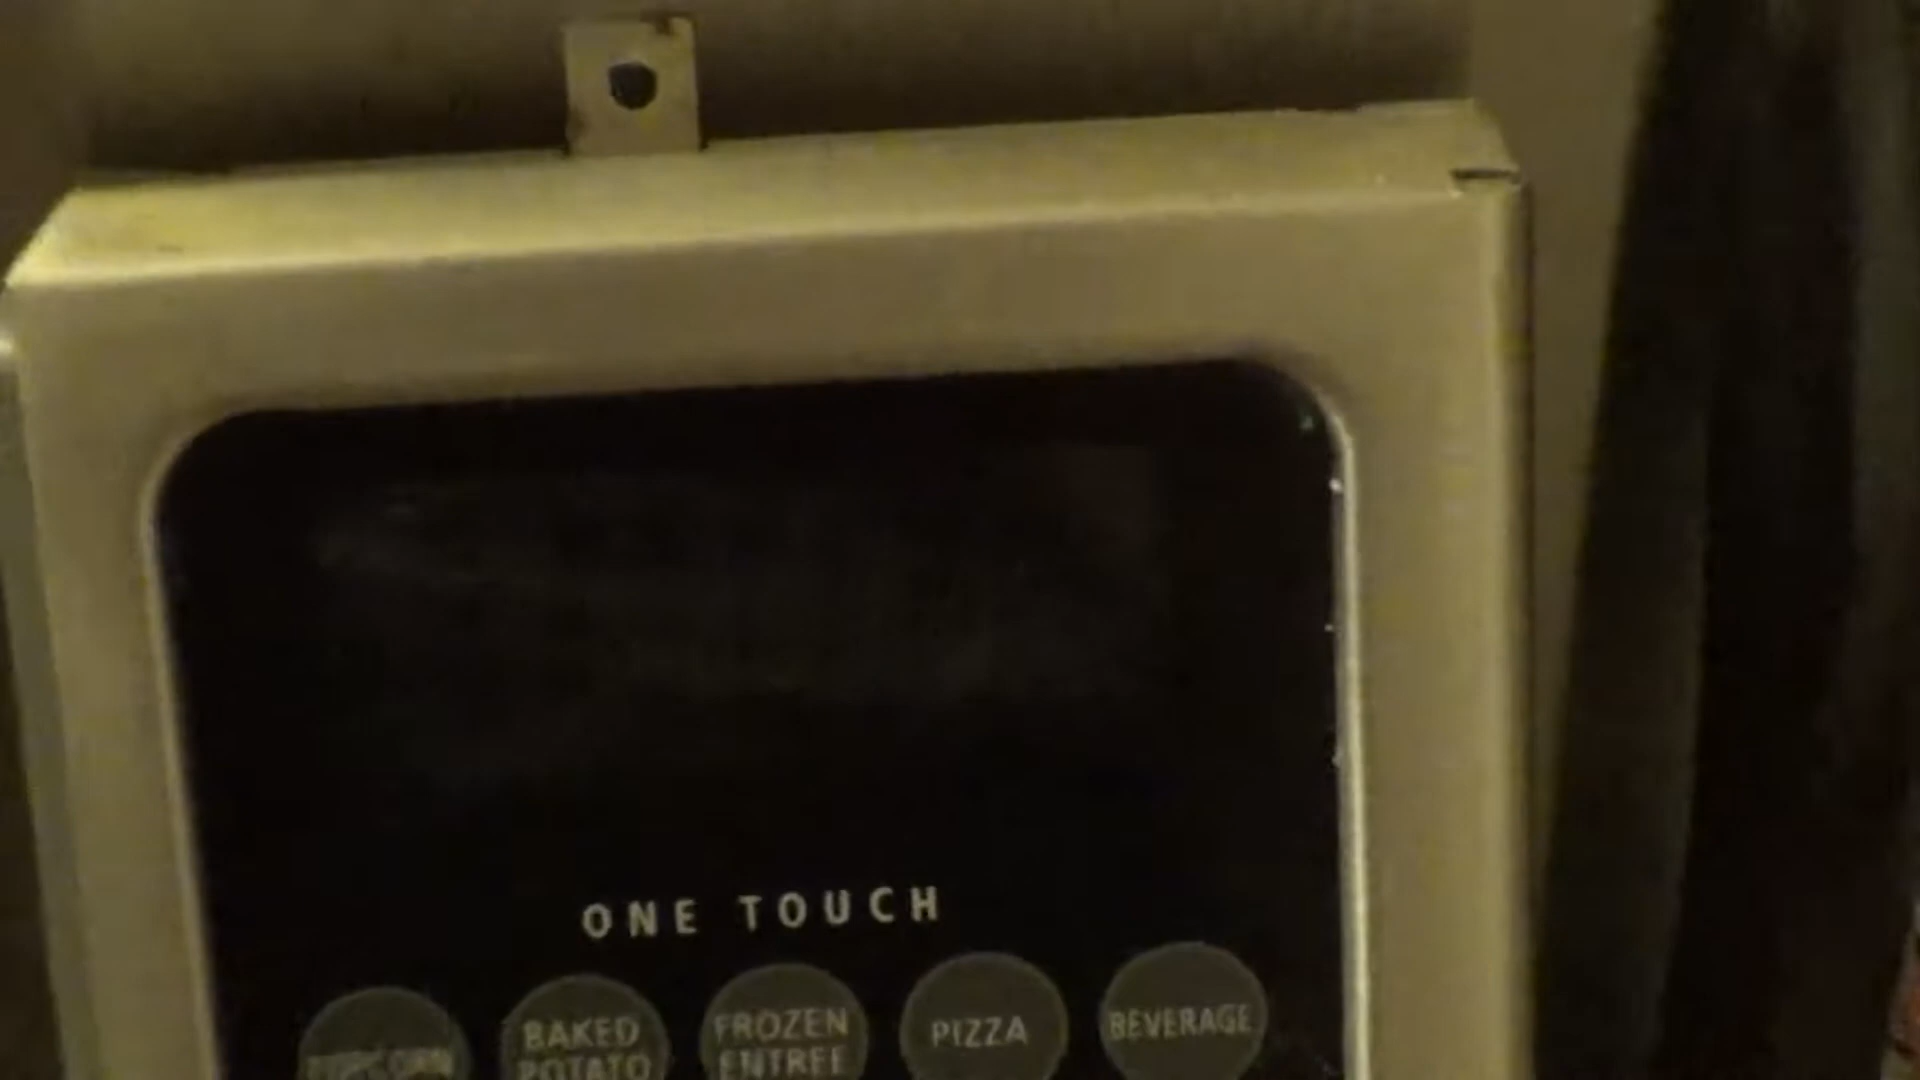 ONE TOUCH
BAKED
POTATO
FROZEN
ENTREE
PIZZA
BEVERAGE